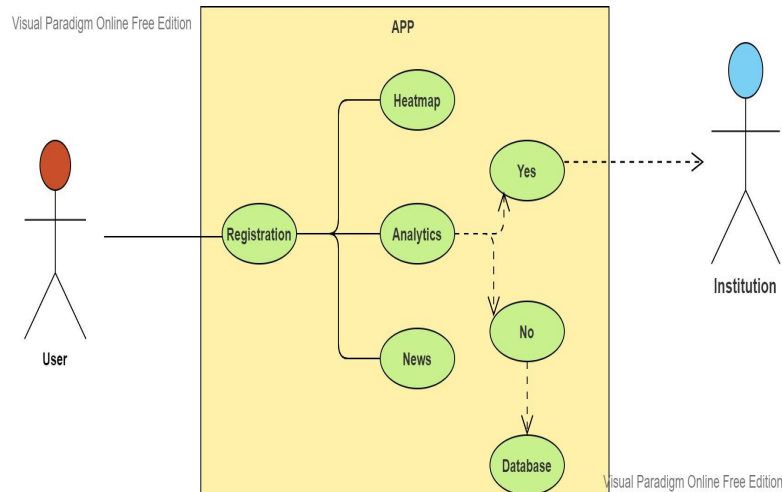 Visual Paradigm Online Free Edition
APP
Heatmap
Yes
Registration
Analytics
Institution
No
User
News
Database
Visual Paradigm Online Free Edition